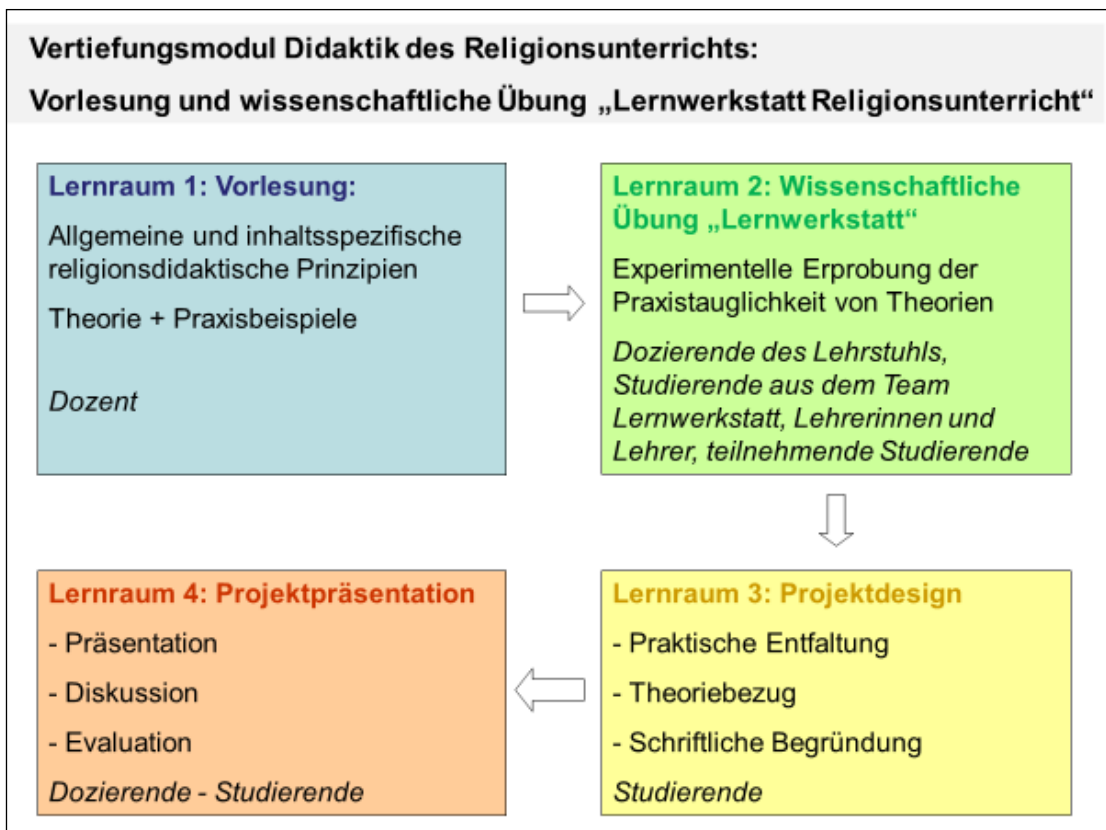 Vertiefungsmodul Didaktik des Religionsunterrichts:
Vorlesung und wissenschaftliche Übung „Lernwerkstatt Religionsunterricht“
Lernraum 1: Vorlesung:
Allgemeine und inhaltsspezifische
religionsdidaktische Prinzipien
Theorie + Praxisbeispiele
Dozent
Lernraum 2: Wissenschaftliche
Übung „Lernwerkstatt“
Experimentelle Erprobung der
Praxistauglichkeit von Theorien
Dozierende des Lehrstuhls,
Studierende aus dem Team
Lernwerkstatt, Lehrerinnen und
Lehrer, teilnehmende Studierende
Lernraum 3: Projektdesign
- Praktische Entfaltung
- Theoriebezug
- Schriftliche Begründung
Studierende
Lernraum 4: Projektpräsentation
- Präsentation
- Diskussion
- Evaluation
Dozierende - Studierende